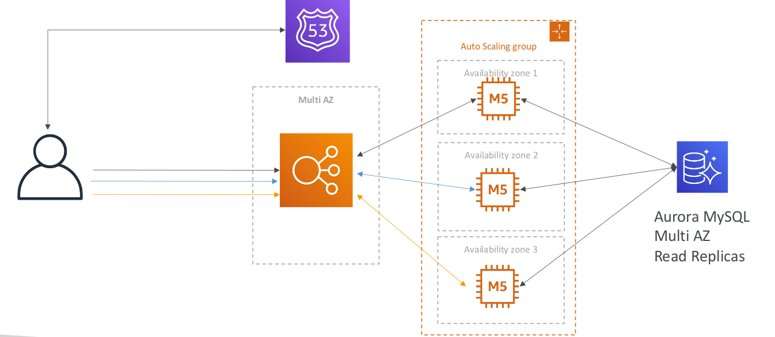 53
Auto Scaling group
Availability zone 1
M5
Multi AZ
Availability zone 2
M5
Aurora MySQL
Multi AZ
Read Replicas
Availability zone 3
M5